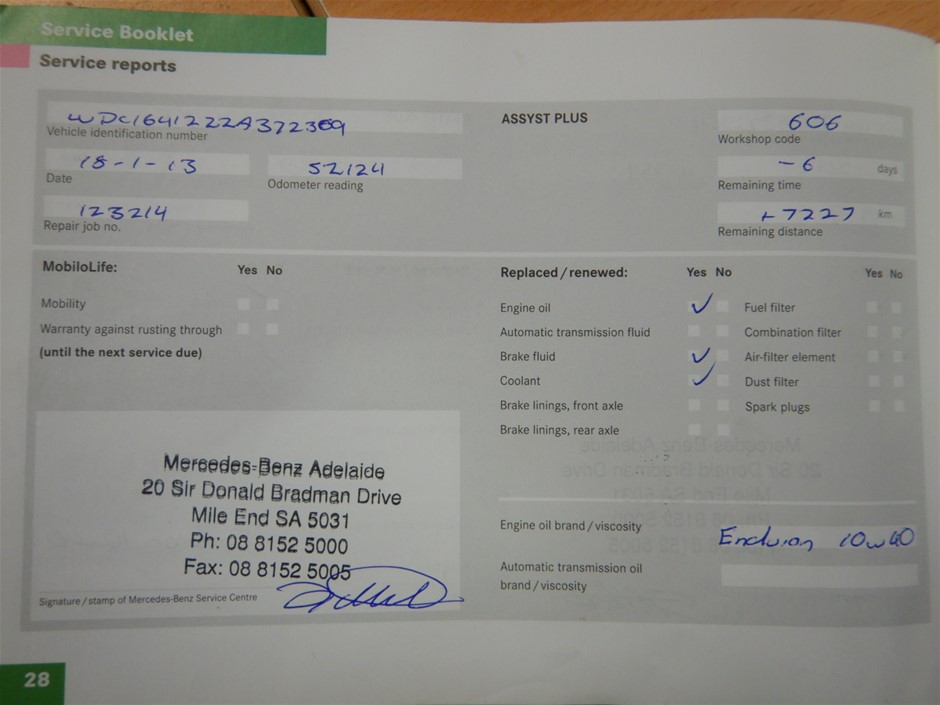 Service Booklet
Service reports
WDC1641222A372369
Vehicle identification number
18-1-13
Date
52124
Odometer reading
123214
Repair job no.
ASSYST PLUS
606
Workshop code
-6 days
Remaining time
+7227 km
Remaining distance
MobiloLife: Yes No
Mobility
Warranty against rusting through
(until the next service due)
Replaced / renewed: Yes No Yes No
Engine oil ✓ Fuel filter
Automatic transmission fluid Combination filter
Brake fluid ✓ Air-filter element
Coolant ✓ Dust filter
Brake linings, front axle Spark plugs
Brake linings, rear axle
Mercedes-Benz Adelaide
20 Sir Donald Bradman Drive
Mile End SA 5031
Ph: 08 8152 5000
Fax: 08 8152 5005
Signature / stamp of Mercedes-Benz Service Centre
Engine oil brand / viscosity 10w40
Automatic transmission oil
brand / viscosity
28